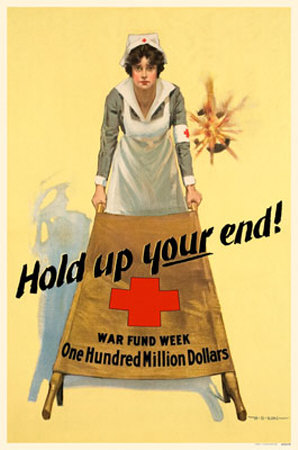 Hold up your end!
WAR FUND WEEK
One Hundred Million Dollars